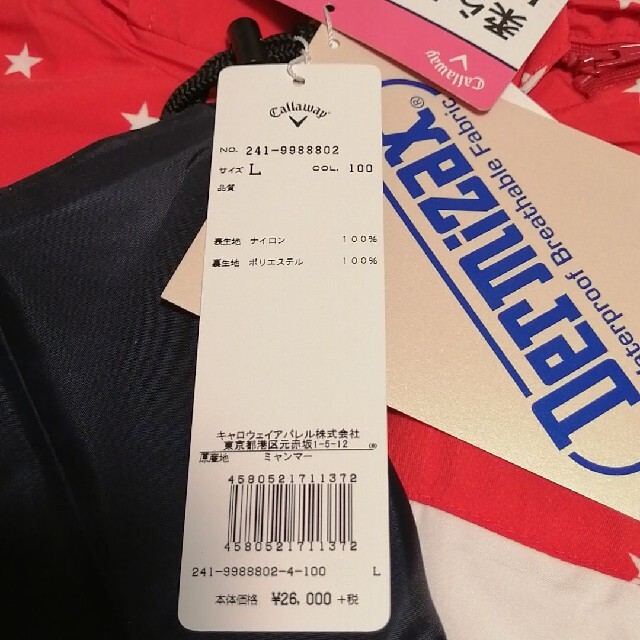 Callaway
NO. 241-9988802
サイズ L COL. 100
品質
表生地 ナイロン 100%
裏生地 ポリエステル 100%
キャロウェイアパレル株式会社
東京都港区元赤坂1-5-12
原産地 ミャンマー
4580521711372
4580521711372
241-9988802-4-100 L
本体価格 ¥26,000 +税
柔ら
Callaway
Dermizax®
Waterproof Breathable Fabric